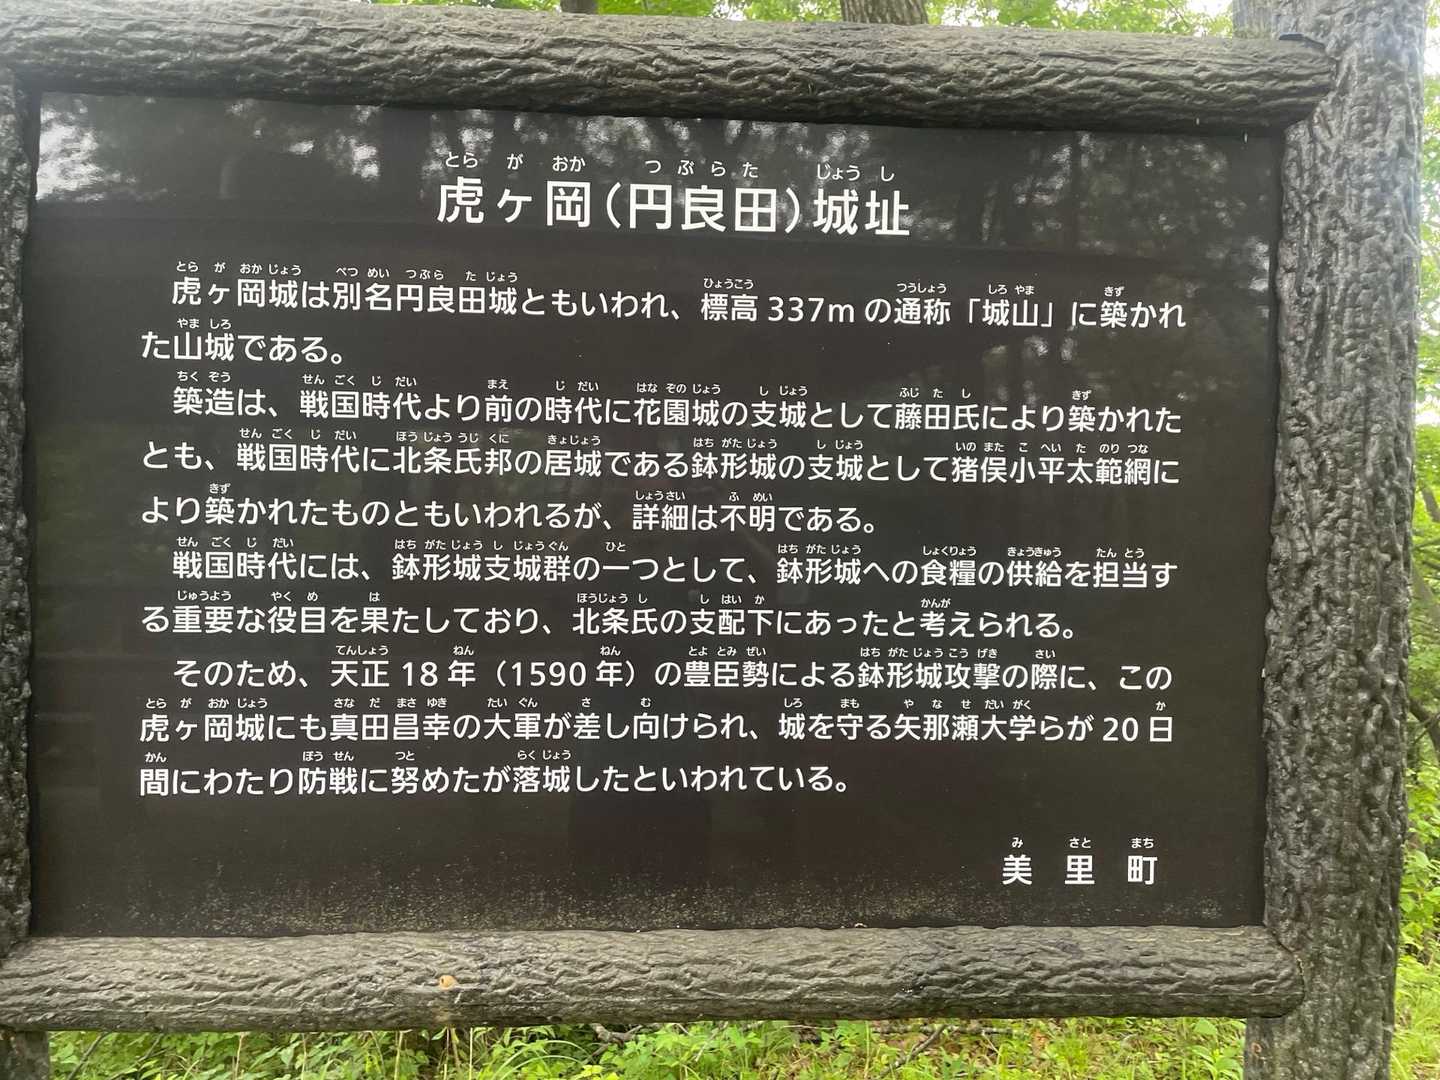 虎ヶ岡(円良田)城址
虎ヶ岡城は別名円良田城ともいわれ、標高337mの通称「城山」に築かれ
た山城である。
築造は、戦国時代より前の時代に花園城の支城として藤田氏により築かれた
とも、戦国時代に北条氏邦の居城である鉢形城の支城として猪俣小平太範網に
より築かれたものともいわれるが、詳細は不明である。
戦国時代には、鉢形城支城群の一つとして、鉢形城への食糧の供給を担当す
る重要な役目を果たしており、北条氏の支配下にあったと考えられる。
そのため、天正18年（1590年）の豊臣勢による鉢形城攻撃の際に、この
虎ヶ岡城にも真田昌幸の大軍が差し向けられ、城を守る矢那瀬大学らが20日
間にわたり防戦に努めたが落城したといわれている。
美里町